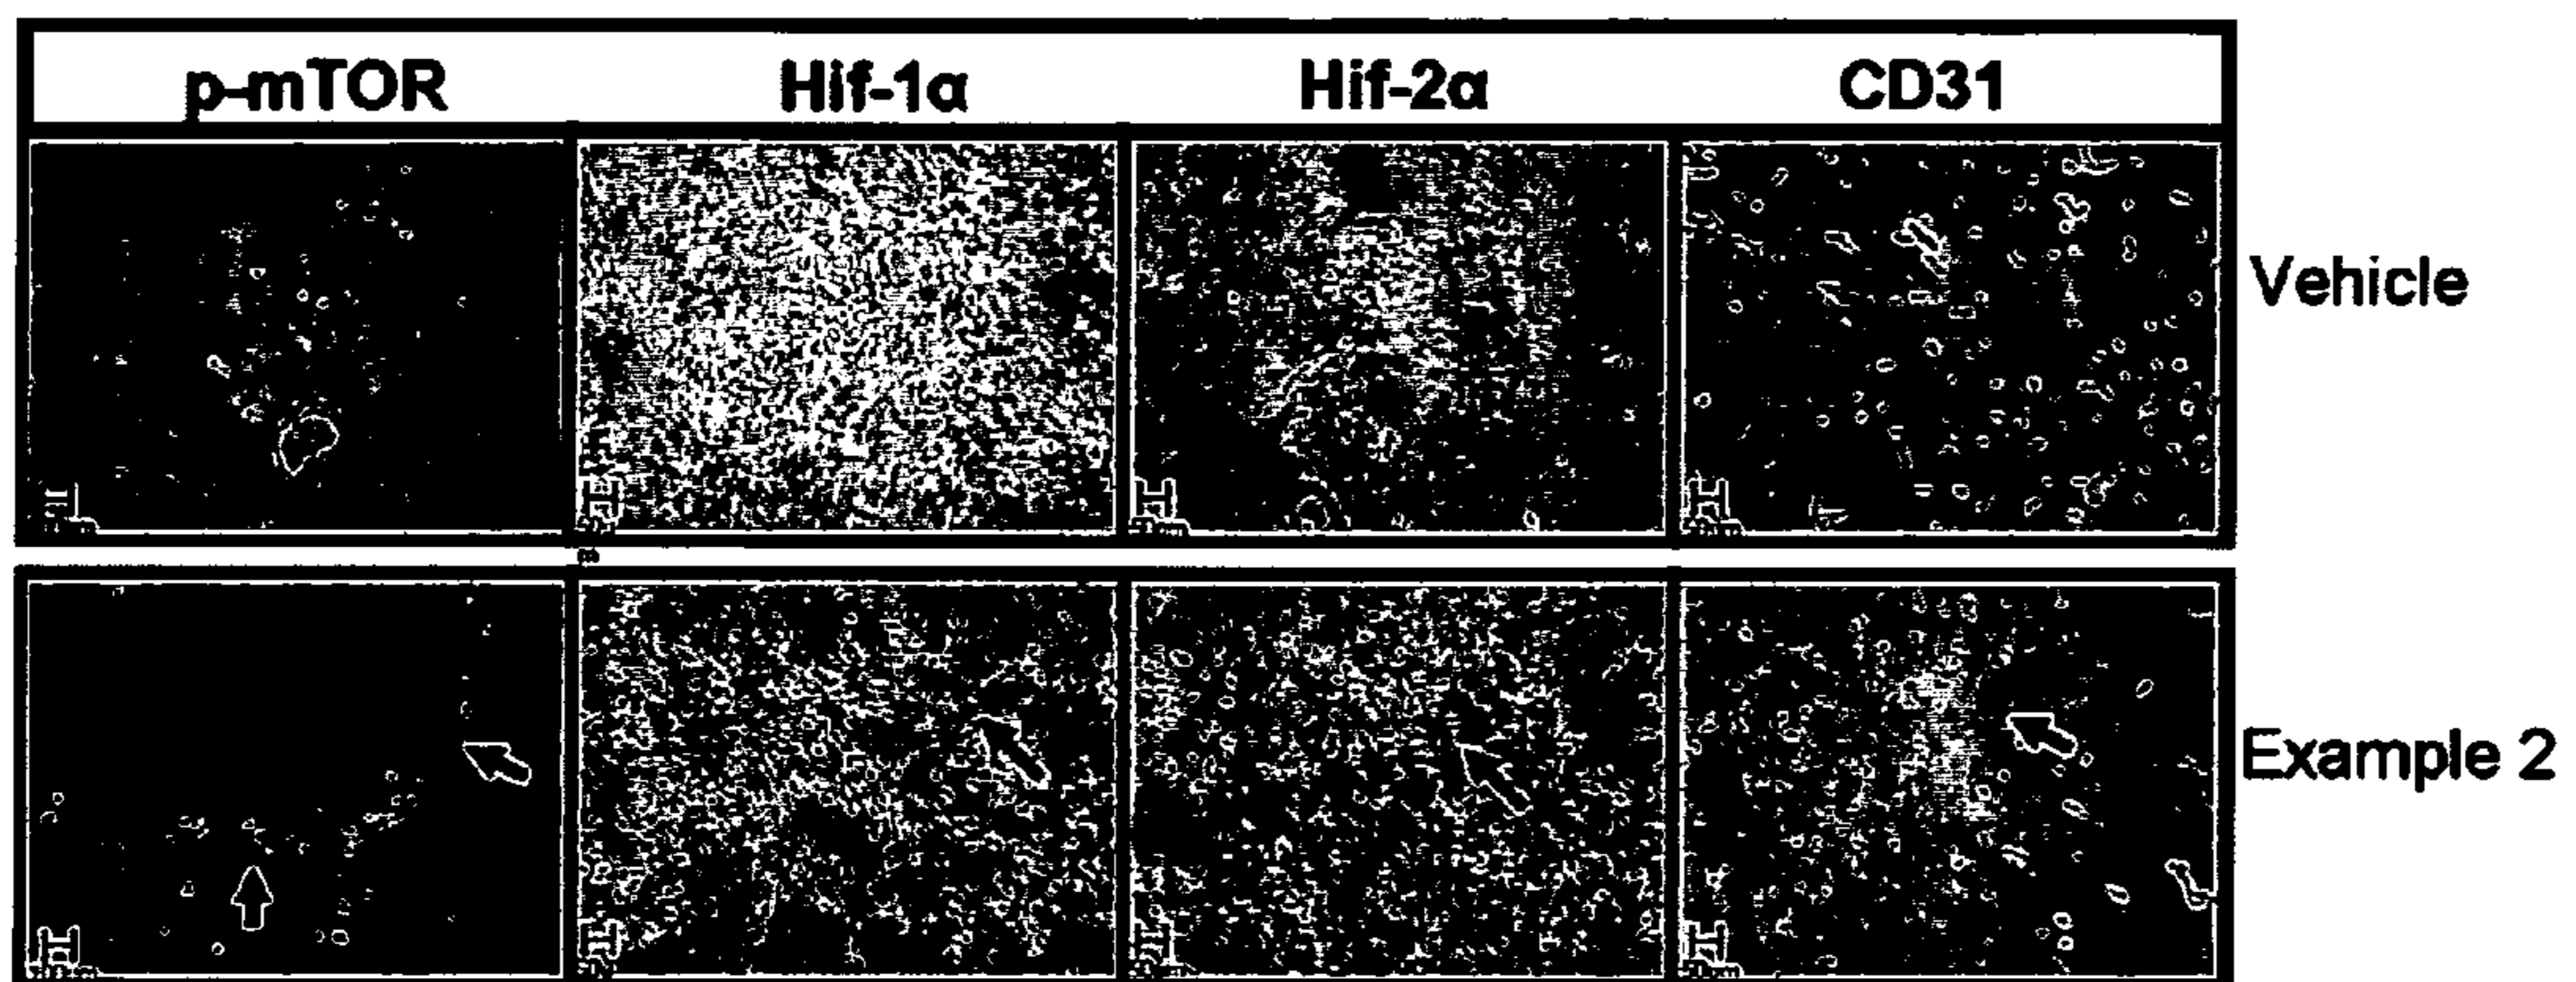 p-mTOR Hif-1α Hif-2α CD31
Vehicle
Example 2